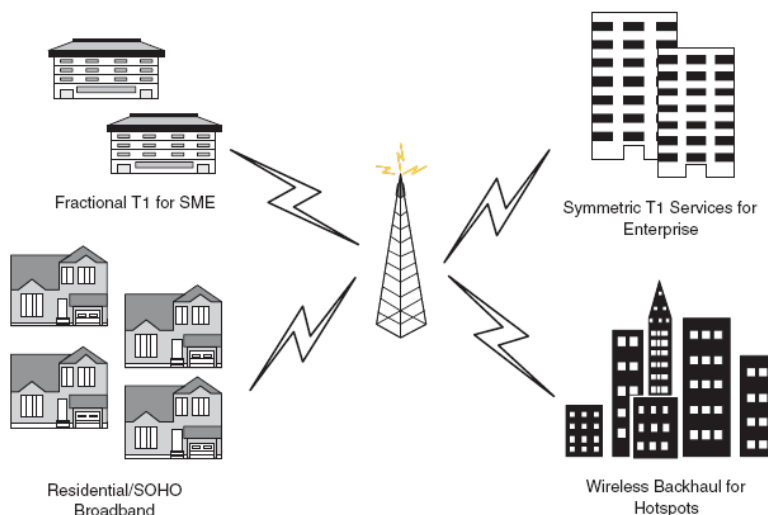 Fractional T1 for SME
Symmetric T1 Services for
Enterprise
Residential/SOHO
Broadband
Wireless Backhaul for
Hotspots